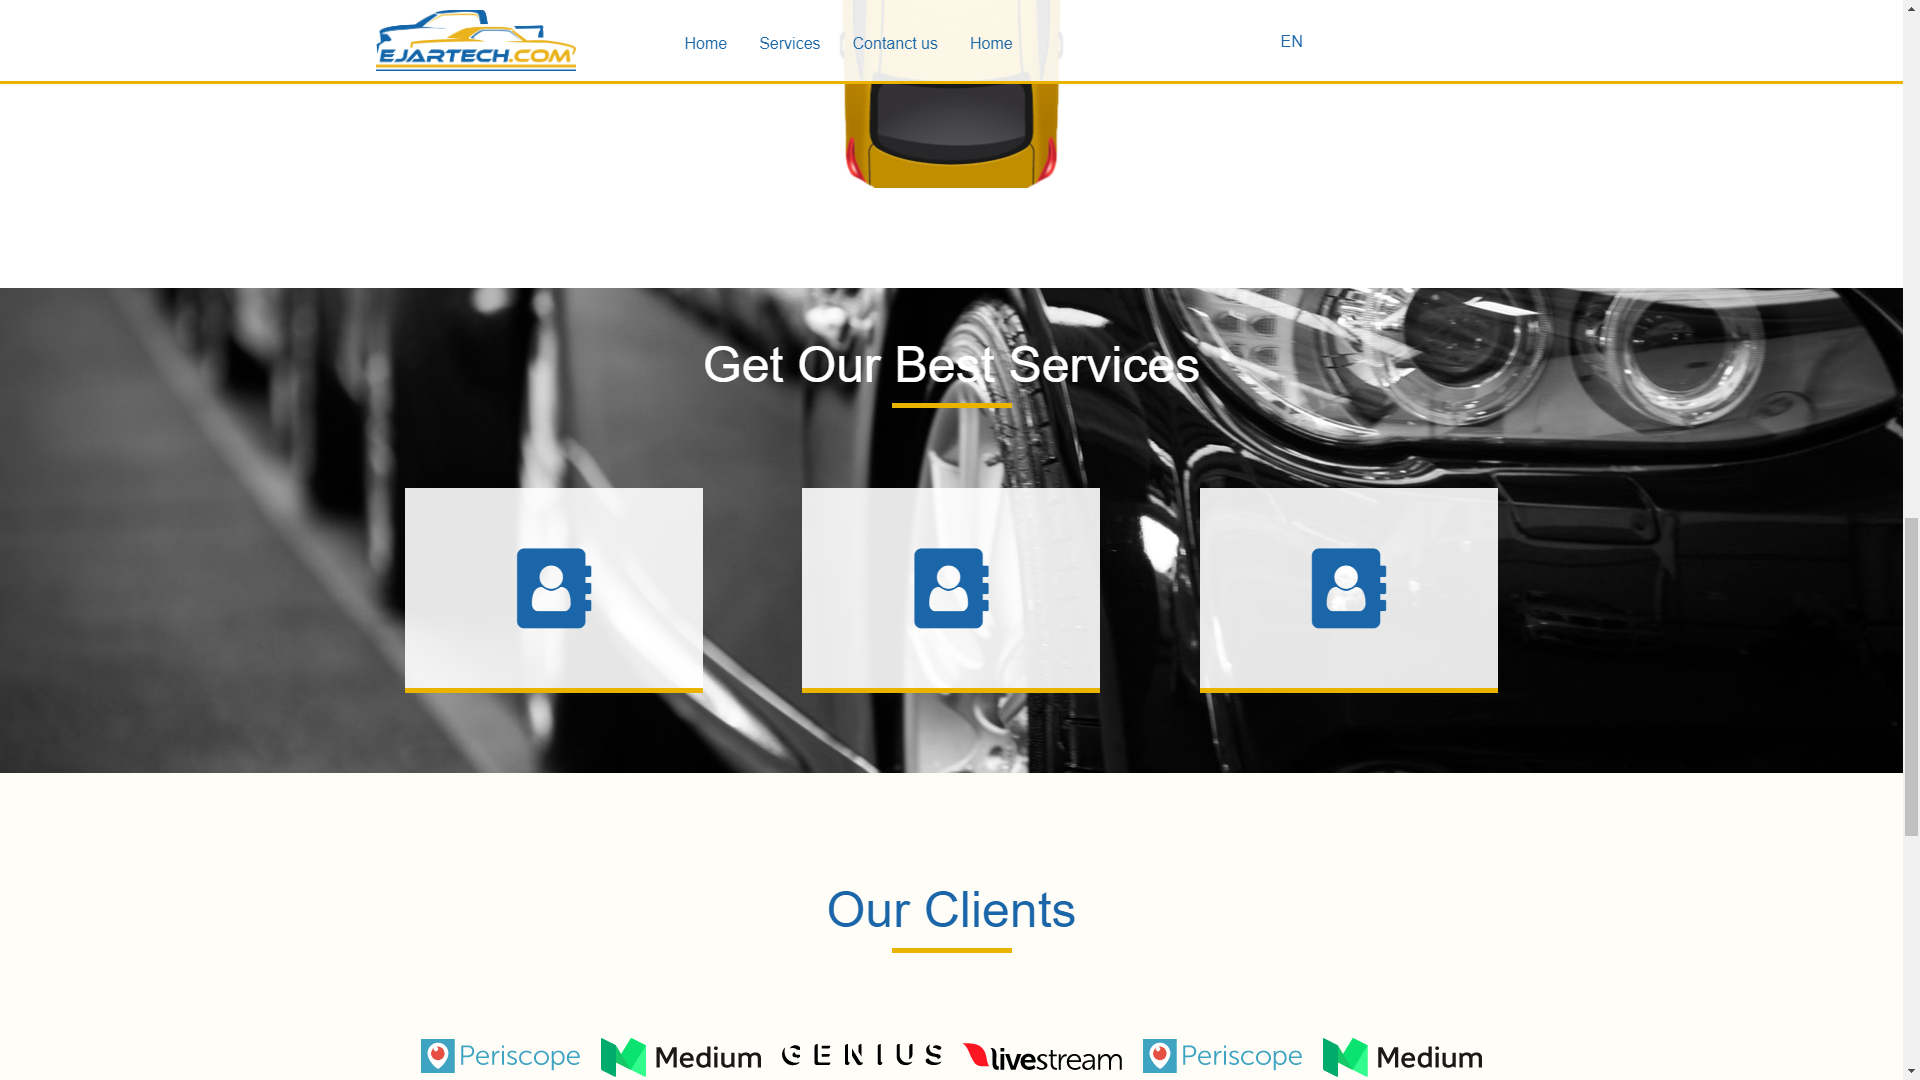 EJARTECH.COM
Home Services Contanct us Home EN
Get Our Best Services
Our Clients
Periscope Medium GENIUS livestream Periscope Medium